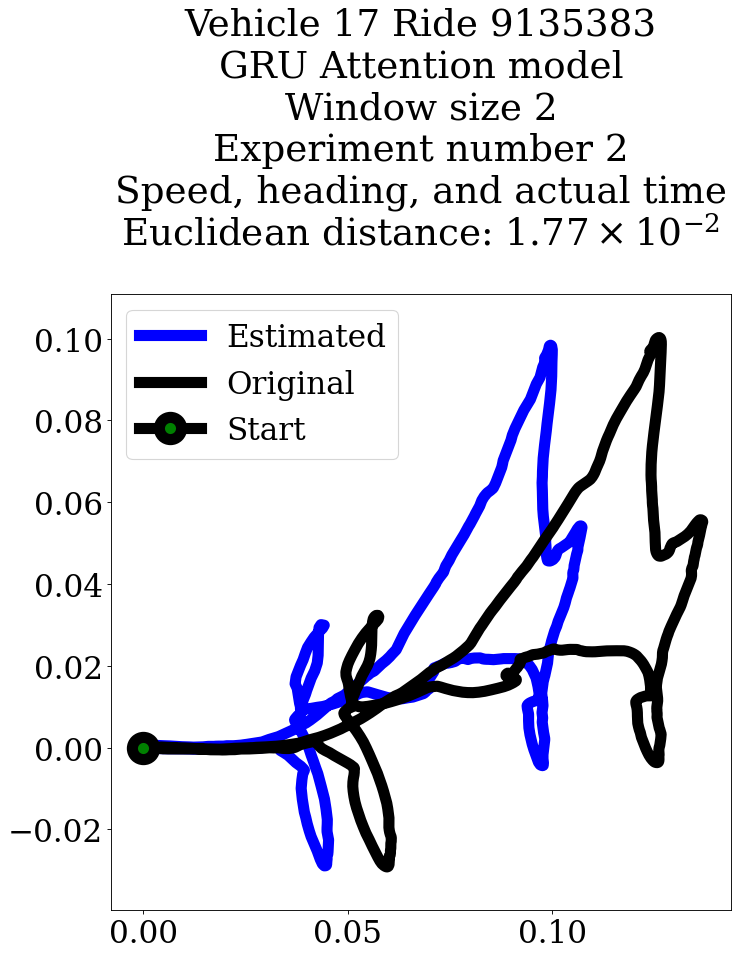 Vehicle 17 Ride 9135383
GRU Attention model
Window size 2
Experiment number 2
Speed, heading, and actual time
Euclidean distance: 1.77 × 10⁻²
Estimated
Original
Start
0.10
0.08
0.06
0.04
0.02
0.00
−0.02
0.00 0.05 0.10